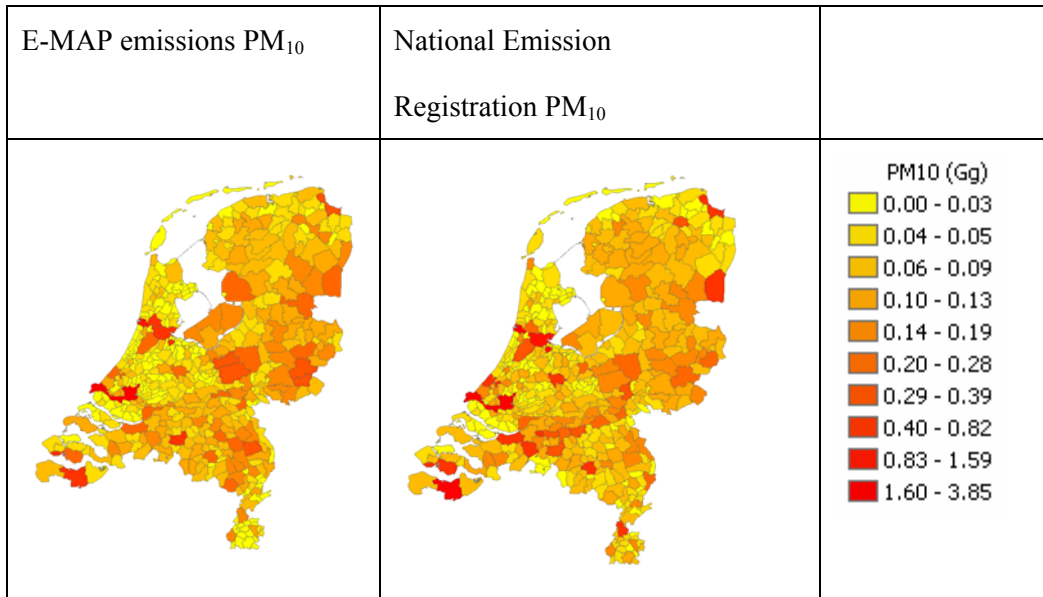 E-MAP emissions PM₁₀
National Emission
Registration PM₁₀
PM10 (Gg)
0.00 - 0.03
0.04 - 0.05
0.06 - 0.09
0.10 - 0.13
0.14 - 0.19
0.20 - 0.28
0.29 - 0.39
0.40 - 0.82
0.83 - 1.59
1.60 - 3.85